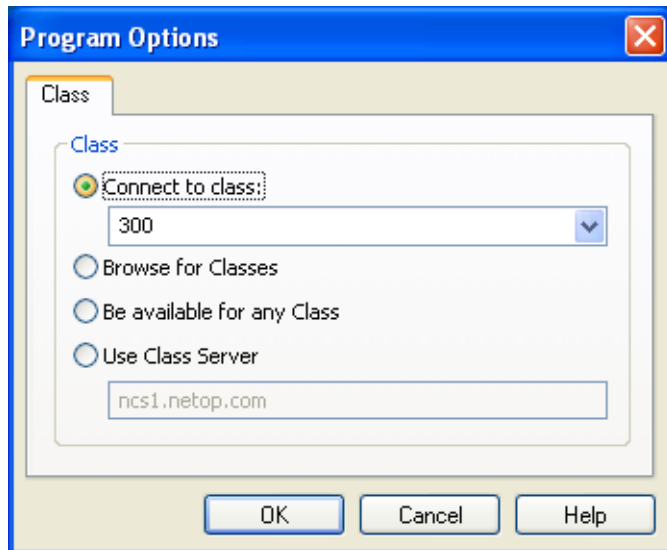 Program Options
Class
Class
Connect to class:
300
Browse for Classes
Be available for any Class
Use Class Server
ncs1.netop.com
OK Cancel Help